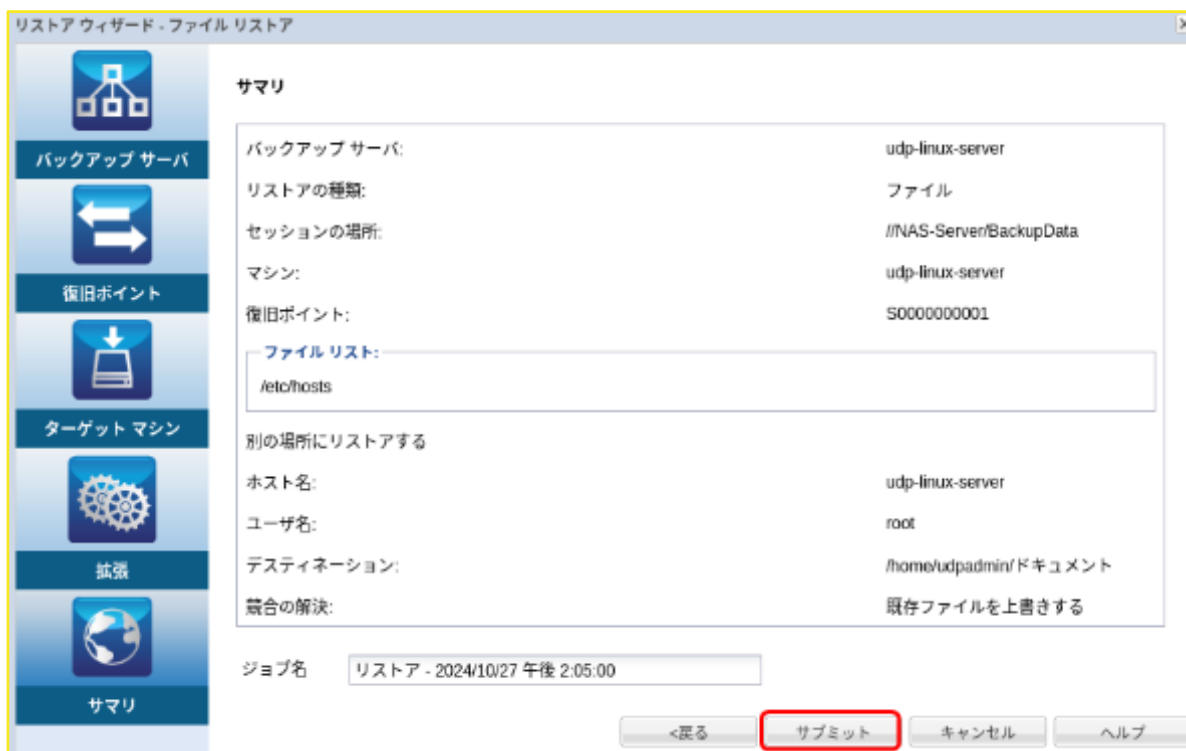 リストア ウィザード - ファイル リストア
バックアップ サーバ
復旧ポイント
ターゲット マシン
拡張
サマリ
サマリ
バックアップ サーバ: udp-linux-server
リストアの種類: ファイル
セッションの場所: //NAS-Server/BackupData
マシン: udp-linux-server
復旧ポイント: S0000000001
ファイル リスト:
/etc/hosts
別の場所にリストアする
ホスト名: udp-linux-server
ユーザ名: root
デスティネーション: /home/udpadmin/ドキュメント
競合の解決: 既存ファイルを上書きする
ジョブ名 リストア - 2024/10/27 午後 2:05:00
<戻る サブミット キャンセル ヘルプ